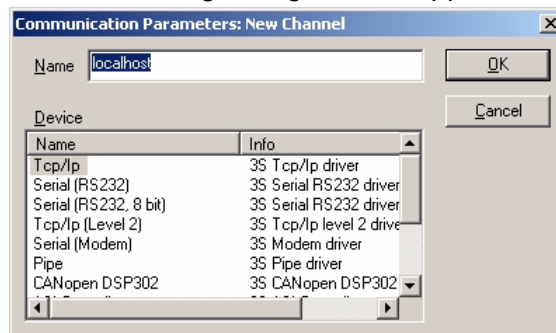 Communication Parameters: New Channel
Name localhost OK
Cancel
Device
Name Info
Tcp/Ip 3S Tcp/Ip driver
Serial (RS232) 3S Serial RS232 driver
Serial (RS232, 8 bit) 3S Serial RS232 driver
Tcp/Ip (Level 2) 3S Tcp/Ip level 2 drive
Serial (Modem) 3S Modem driver
Pipe 3S Pipe driver
CANopen DSP302 3S CANopen DSP302